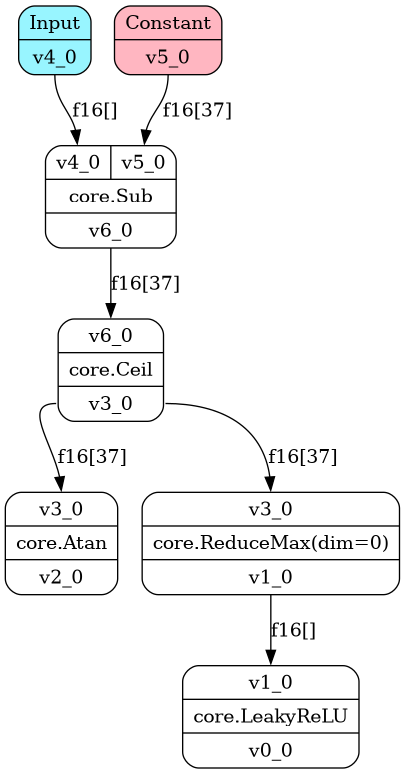 Input
v4_0
Constant
v5_0
f16[]
f16[37]
v4_0 v5_0
core.Sub
v6_0
f16[37]
v6_0
core.Ceil
v3_0
f16[37]
f16[37]
v3_0
core.Atan
v2_0
v3_0
core.ReduceMax(dim=0)
v1_0
f16[]
v1_0
core.LeakyReLU
v0_0